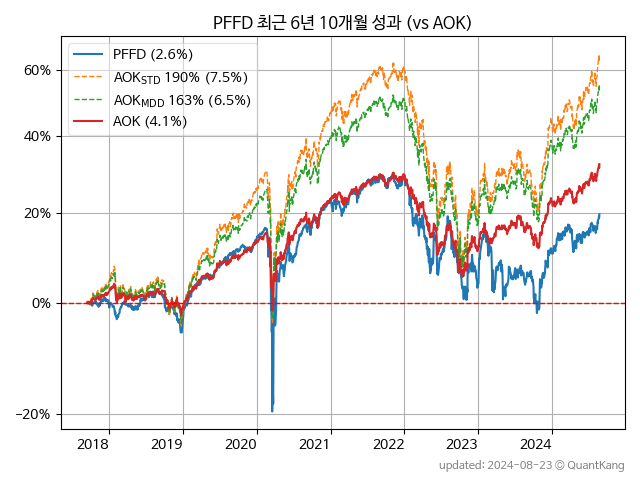 PFFD 최근 6년 10개월 성과 (vs AOK)
PFFD (2.6%)
AOKSTD 190% (7.5%)
AOKMDD 163% (6.5%)
AOK (4.1%)
60%
40%
20%
0%
−20%
2018 2019 2020 2021 2022 2023 2024
updated: 2024-08-23 © QuantKang